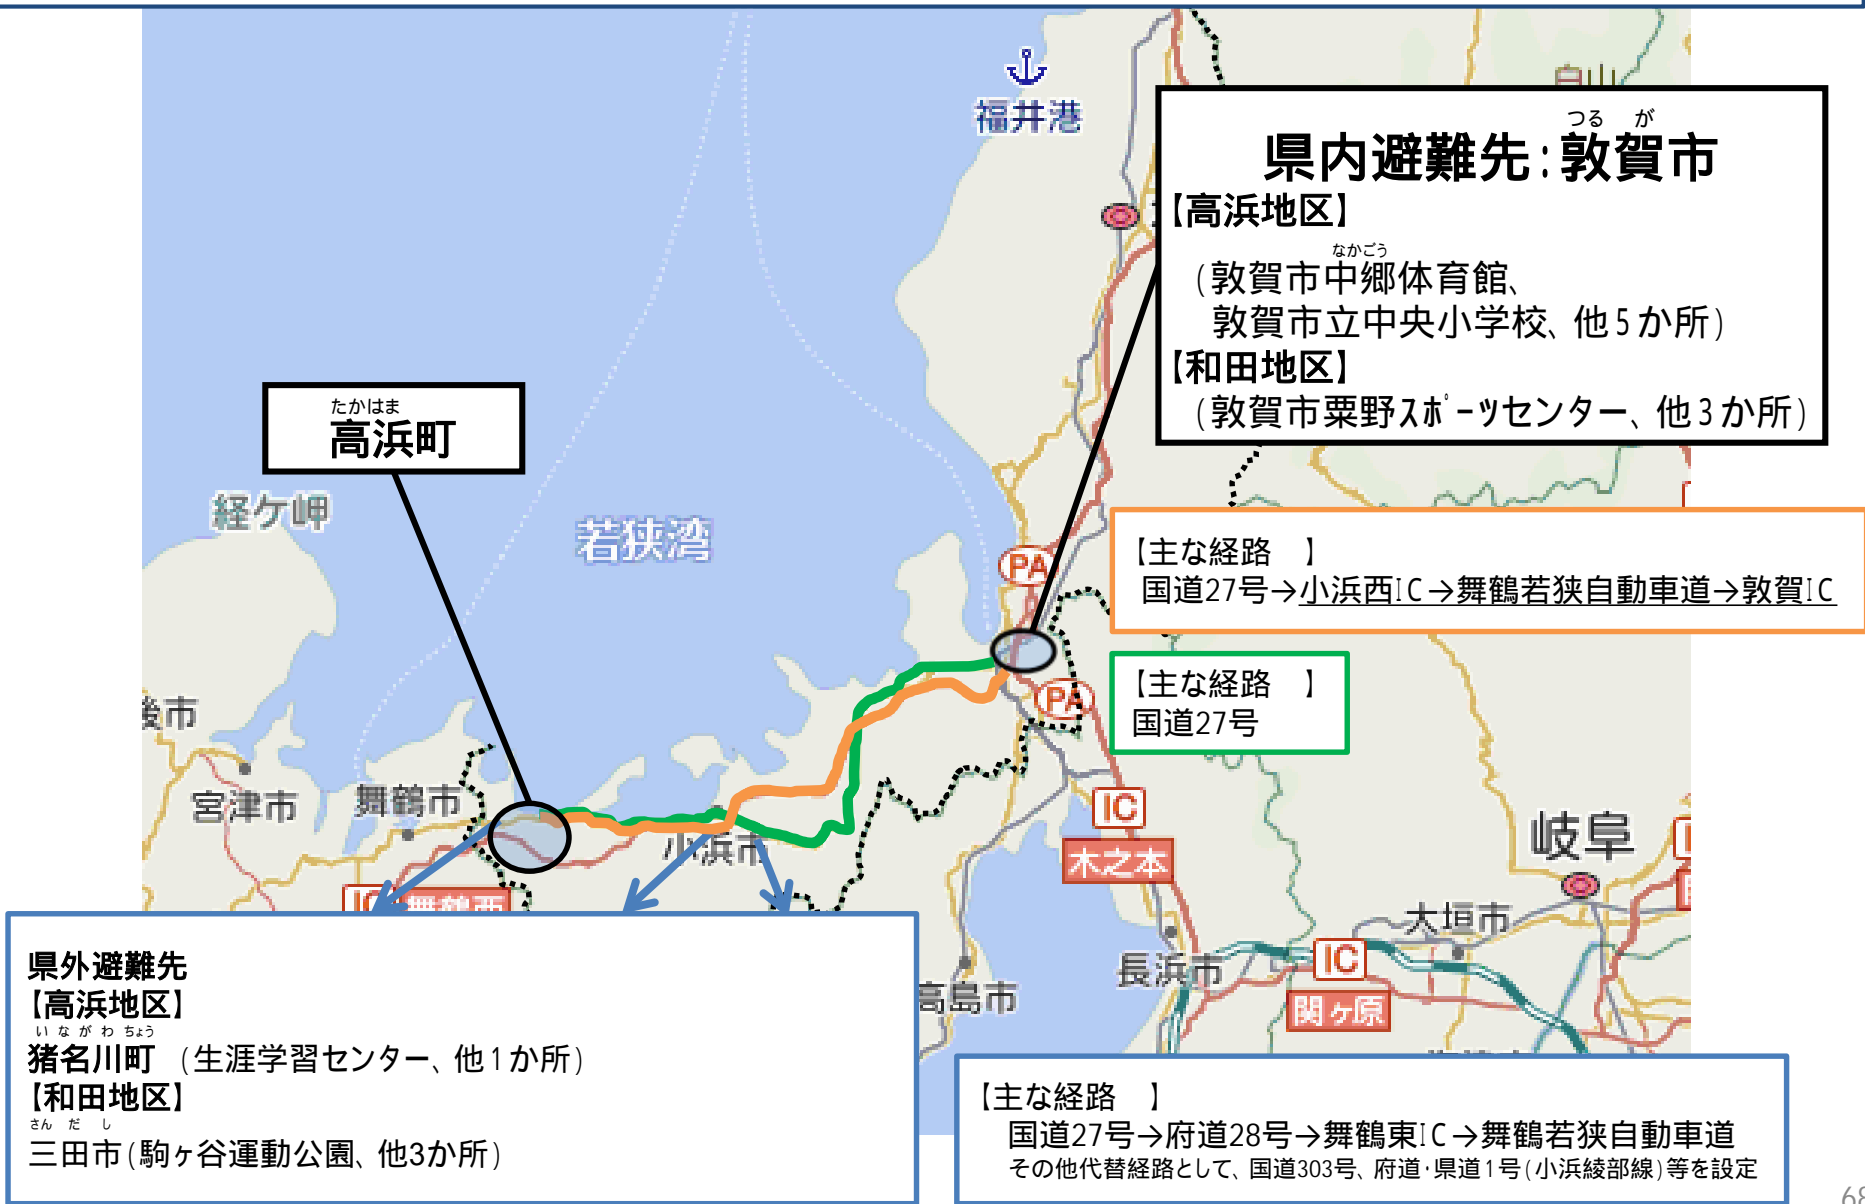 福井港
つる が
県内避難先:敦賀市
【高浜地区】
なかごう
(敦賀市中郷体育館、
敦賀市立中央小学校、他5か所)
【和田地区】
(敦賀市粟野スポーツセンター、他3か所)
たかはま
高浜町
経ケ岬
若狭湾
PA
【主な経路 】
国道27号→小浜西IC→舞鶴若狭自動車道→敦賀IC
【主な経路 】
国道27号
PA
後市
宮津市
舞鶴市
小浜市
IC
木之本
岐阜
舞鶴西
大垣市
長浜市
IC
関ヶ原
高島市
県外避難先
【高浜地区】
いながわちょう
猪名川町 (生涯学習センター、他1か所)
【和田地区】
さんだし
三田市(駒ヶ谷運動公園、他3か所)
【主な経路 】
国道27号→府道28号→舞鶴東IC→舞鶴若狭自動車道
その他代替経路として、国道303号、府道・県道1号(小浜綾部線)等を設定
68